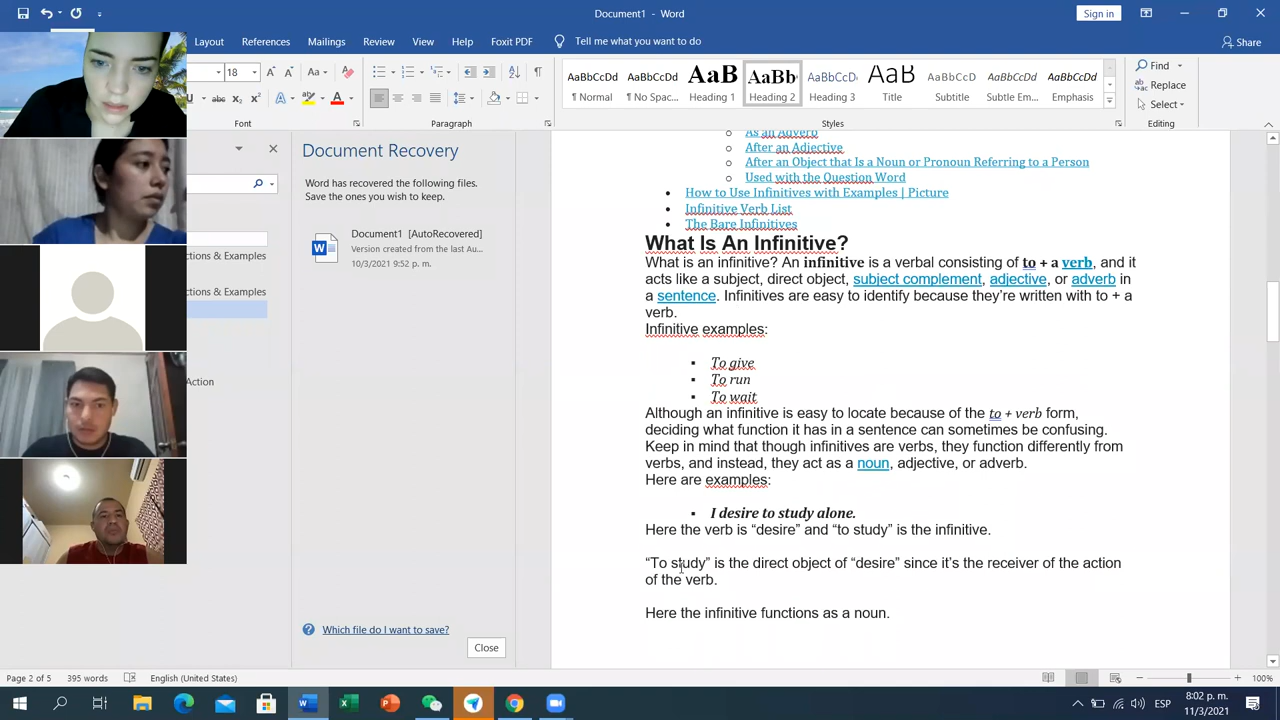 Document1 - Word
Layout References Mailings Review View Help Foxit PDF Tell me what you want to do Share
18
AaBbCcDd AaBbCcDd AaB AaBb AaBbCcD AaB AaBbCcD AaBbCcDd AaBbCcDd
Find
Replace
Select
¶ Normal ¶ No Spac... Heading 1 Heading 2 Heading 3 Title Subtitle Subtle Em... Emphasis
Font Paragraph Styles Editing
Document Recovery
Word has recovered the following files.
Save the ones you wish to keep.
Document1 [AutoRecovered]
Version created from the last Au...
10/3/2021 9:52 p. m.
ctions & Examples
ctions & Examples
Action
Which file do I want to save?
Close
As an Adverb
After an Adjective
After an Object that Is a Noun or Pronoun Referring to a Person
Used with the Question Word
How to Use Infinitives with Examples | Picture
Infinitive Verb List
The Bare Infinitives
What Is An Infinitive?
What is an infinitive? An infinitive is a verbal consisting of to + a verb, and it
acts like a subject, direct object, subject complement, adjective, or adverb in
a sentence. Infinitives are easy to identify because they’re written with to + a
verb.
Infinitive examples:
To give
To run
To wait
Although an infinitive is easy to locate because of the to + verb form,
deciding what function it has in a sentence can sometimes be confusing.
Keep in mind that though infinitives are verbs, they function differently from
verbs, and instead, they act as a noun, adjective, or adverb.
Here are examples:
I desire to study alone.
Here the verb is “desire” and “to study” is the infinitive.
“To study” is the direct object of “desire” since it’s the receiver of the action
of the verb.
Here the infinitive functions as a noun.
Page 2 of 5 395 words English (United States) 100%
ESP
8:02 p. m.
11/3/2021